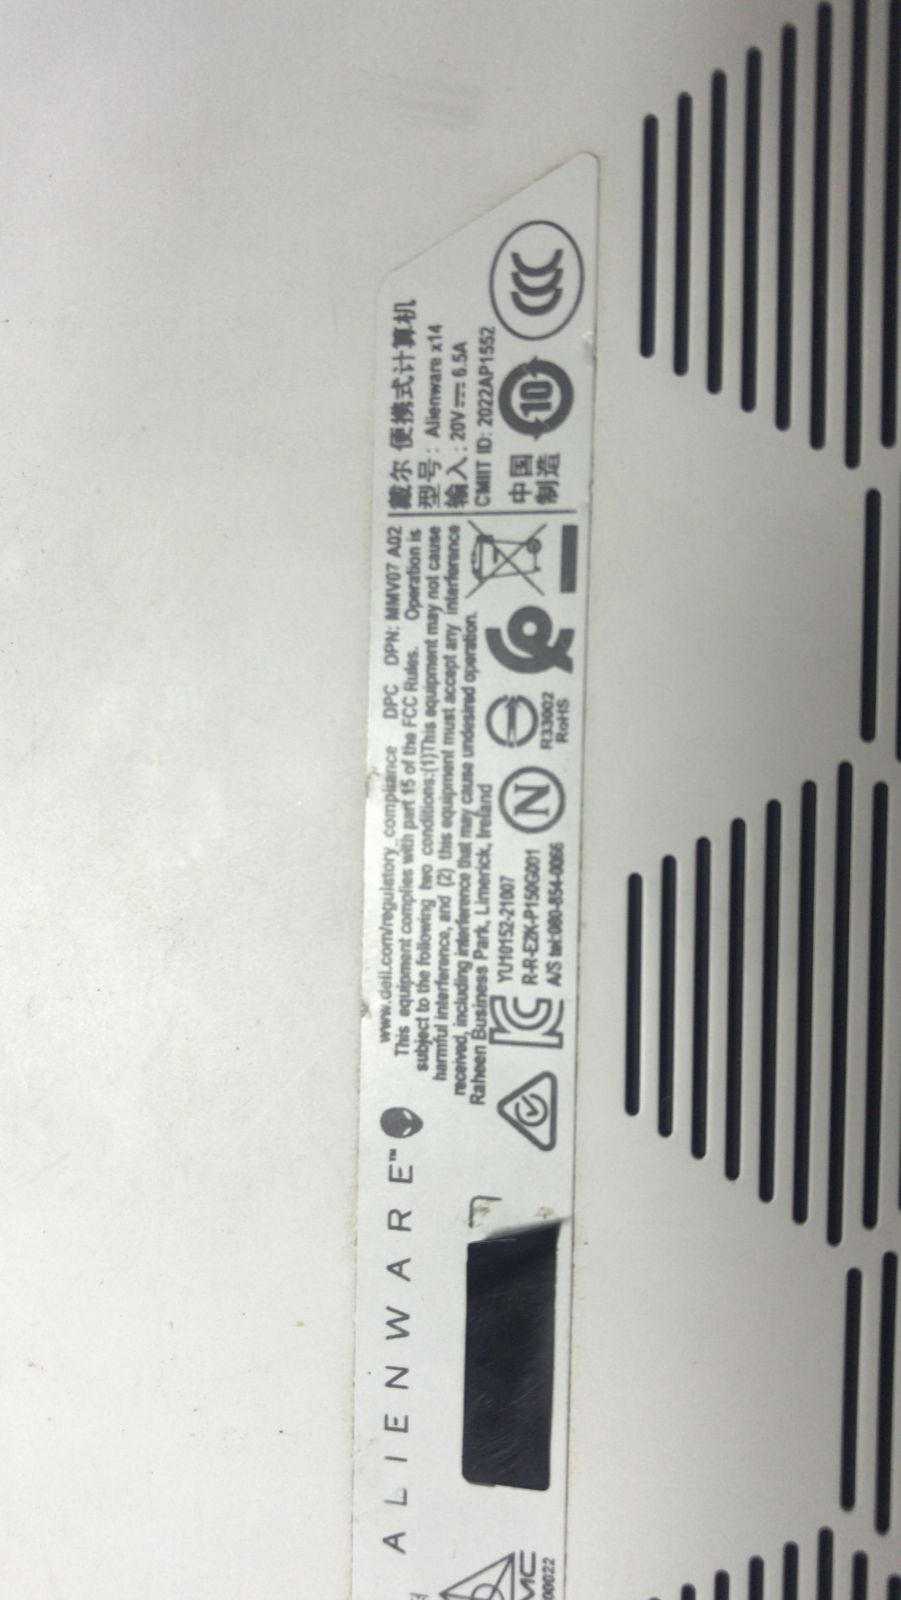 ALIENWARE™
www.dell.com/regulatory_compliance DPC DPN: MMV07 A02
This equipment complies with part 15 of the FCC Rules. Operation is
subject to the following two conditions:(1)This equipment may not cause
harmful interference, and (2) this equipment must accept any interference
received, including interference that may cause undesired operation.
Raheen Business Park, Limerick, Ireland
YU10152-21007
R-R-E2K-P150G001
A/S tel:080-854-0066
N
R33002
RoHS
戴尔 便携式计算机
型号: Alienware x14
输入: 20V⎓6.5A
CMIIT ID: 2022AP1552
中国
制造
10
CCC
MC
00022